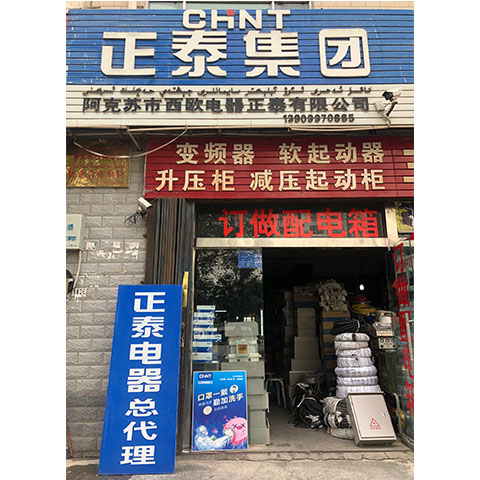 CHNT
正泰集团
阿克苏市西欧电器正泰有限公司
13909970865
变频器 软起动器
升压柜 减压起动柜
订做配电箱
正泰电器总代理
CHNT
口罩一戴
勤加洗手